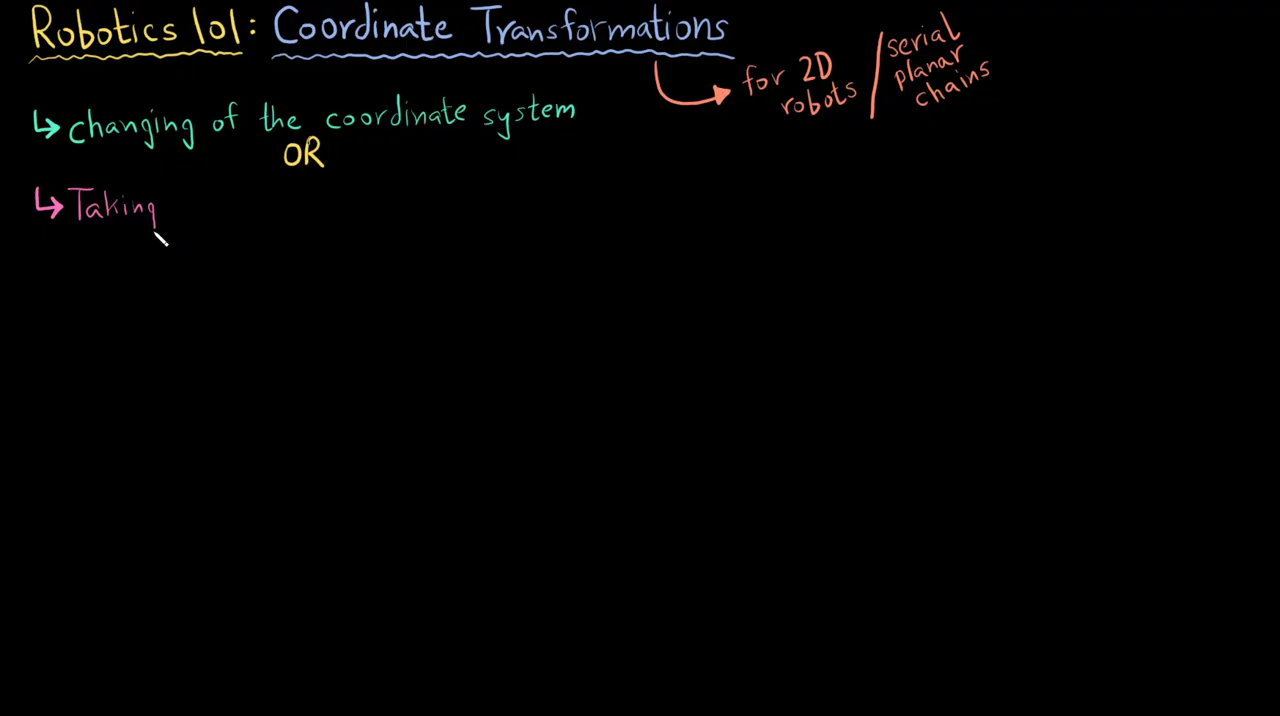 Robotics 101: Coordinate Transformations
for 2D robots / serial planar chains
↳ changing of the coordinate system
OR
↳ Taking